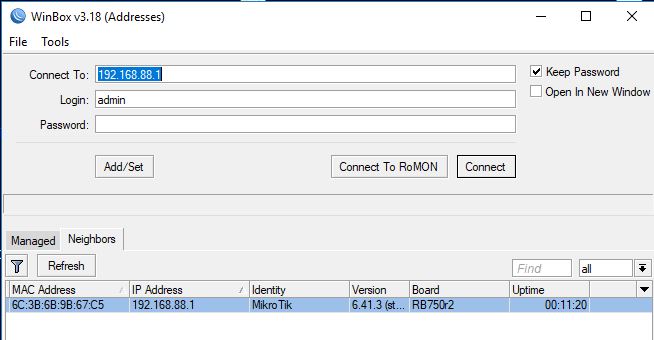 WinBox v3.18 (Addresses)
File Tools
Connect To: 192.168.88.1
Keep Password
Login: admin
Open In New Window
Password:
Add/Set Connect To RoMON Connect
Managed Neighbors
Refresh Find all
MAC Address IP Address Identity Version Board Uptime
6C:3B:6B:9B:67:C5 192.168.88.1 MikroTik 6.41.3 (st... RB750r2 00:11:20